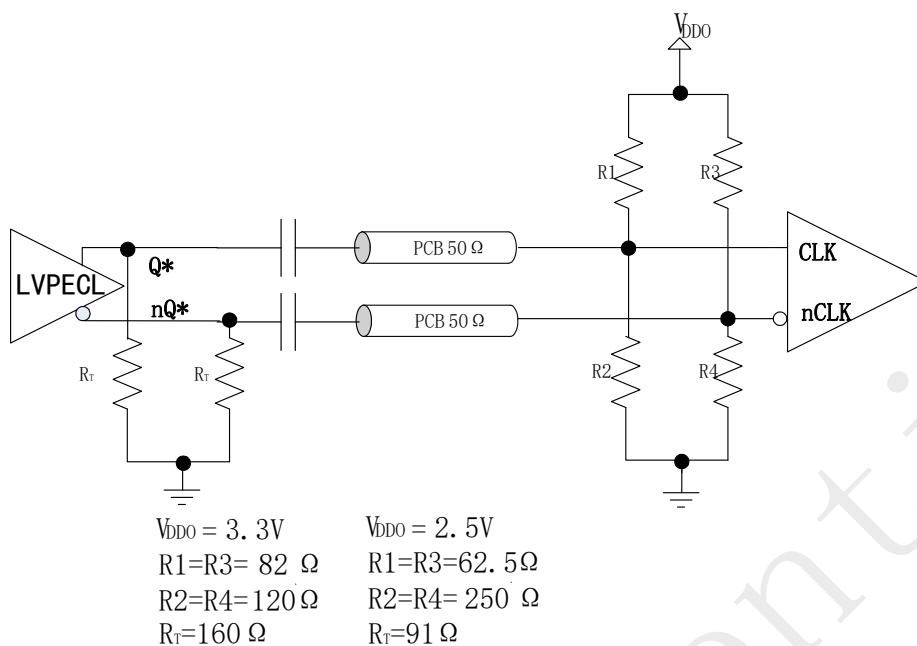 VDDO
R1
R3
LVPECL
Q*
PCB 50 Ω
CLK
nQ*
PCB 50 Ω
nCLK
RT
RT
R2
R4
VDDO = 3.3V
R1=R3= 82 Ω
R2=R4=120Ω
RT=160 Ω
VDDO = 2.5V
R1=R3=62.5Ω
R2=R4= 250 Ω
RT=91 Ω